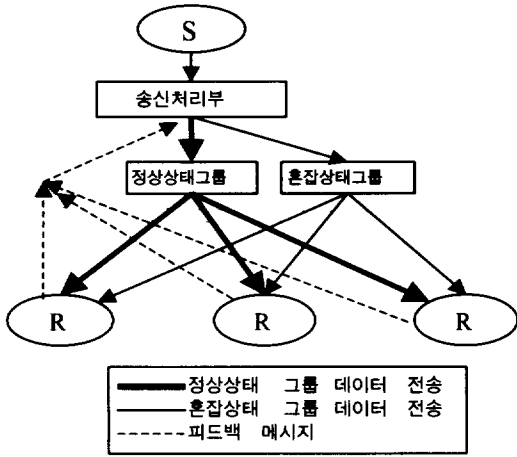 S
송신처리부
정상상태그룹 혼잡상태그룹
R R R
정상상태 그룹 데이터 전송
혼잡상태 그룹 데이터 전송
피드백 메시지